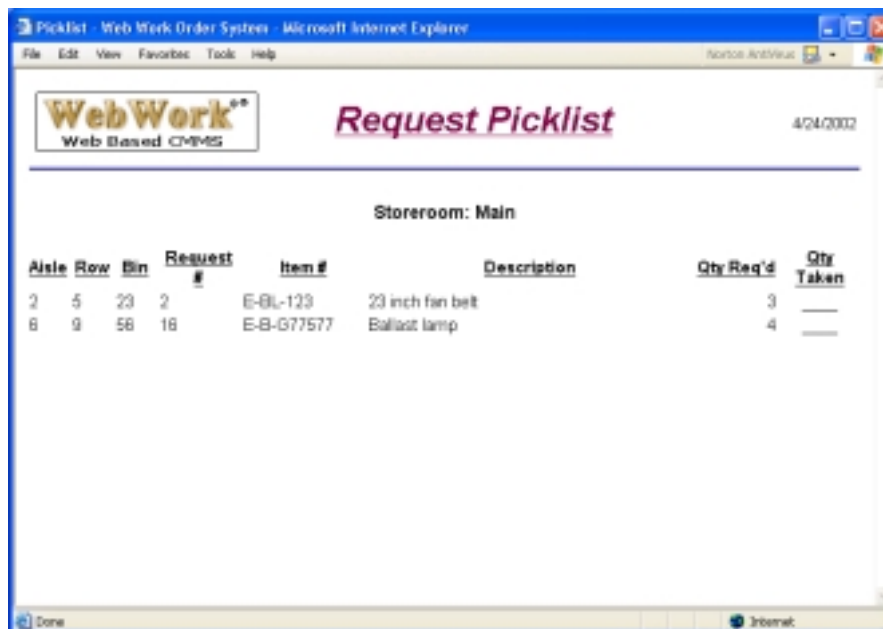 Picklist - Web Work Order System - Microsoft Internet Explorer
File Edit View Favorites Tools Help Norton AntiVirus
WebWork
Web Based CMMS
Request Picklist
4/24/2002
Storeroom: Main
Aisle Row Bin Request # Item # Description Qty Req'd Qty Taken
2 5 23 2 E-BL-123 23 inch fan belt 3 ____
6 9 56 16 E-B-G77577 Ballast lamp 4 ____
Done Internet